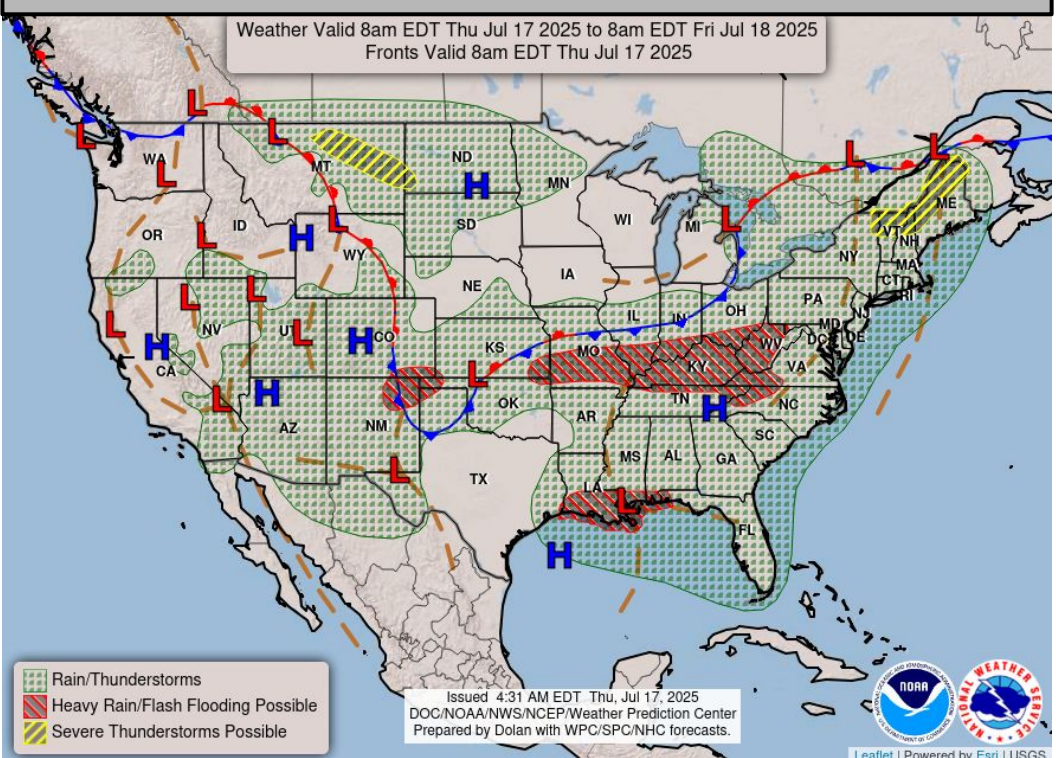 Weather Valid 8am EDT Thu Jul 17 2025 to 8am EDT Fri Jul 18 2025
Fronts Valid 8am EDT Thu Jul 17 2025
L
L
L
WA
L
MT
ND
H
MN
L
L
ME
OR
L
ID
H
L
WY
SD
WI
MI
L
VT
NH
NY
MA
CT
RI
L
L
NE
IA
PA
NJ
L
H
NV
UT
L
H
CO
IL
IN
OH
MD
DE
DC
CA
KS
MO
KY
WV
VA
L
H
L
OK
AR
TN
H
NC
AZ
NM
SC
L
TX
MS
AL
GA
LA
L
FL
H
Rain/Thunderstorms
Heavy Rain/Flash Flooding Possible
Severe Thunderstorms Possible
Issued 4:31 AM EDT Thu, Jul 17, 2025
DOC/NOAA/NWS/NCEP/Weather Prediction Center
Prepared by Dolan with WPC/SPC/NHC forecasts.
NOAA
NATIONAL WEATHER SERVICE
Leaflet | Powered by Esri | USGS